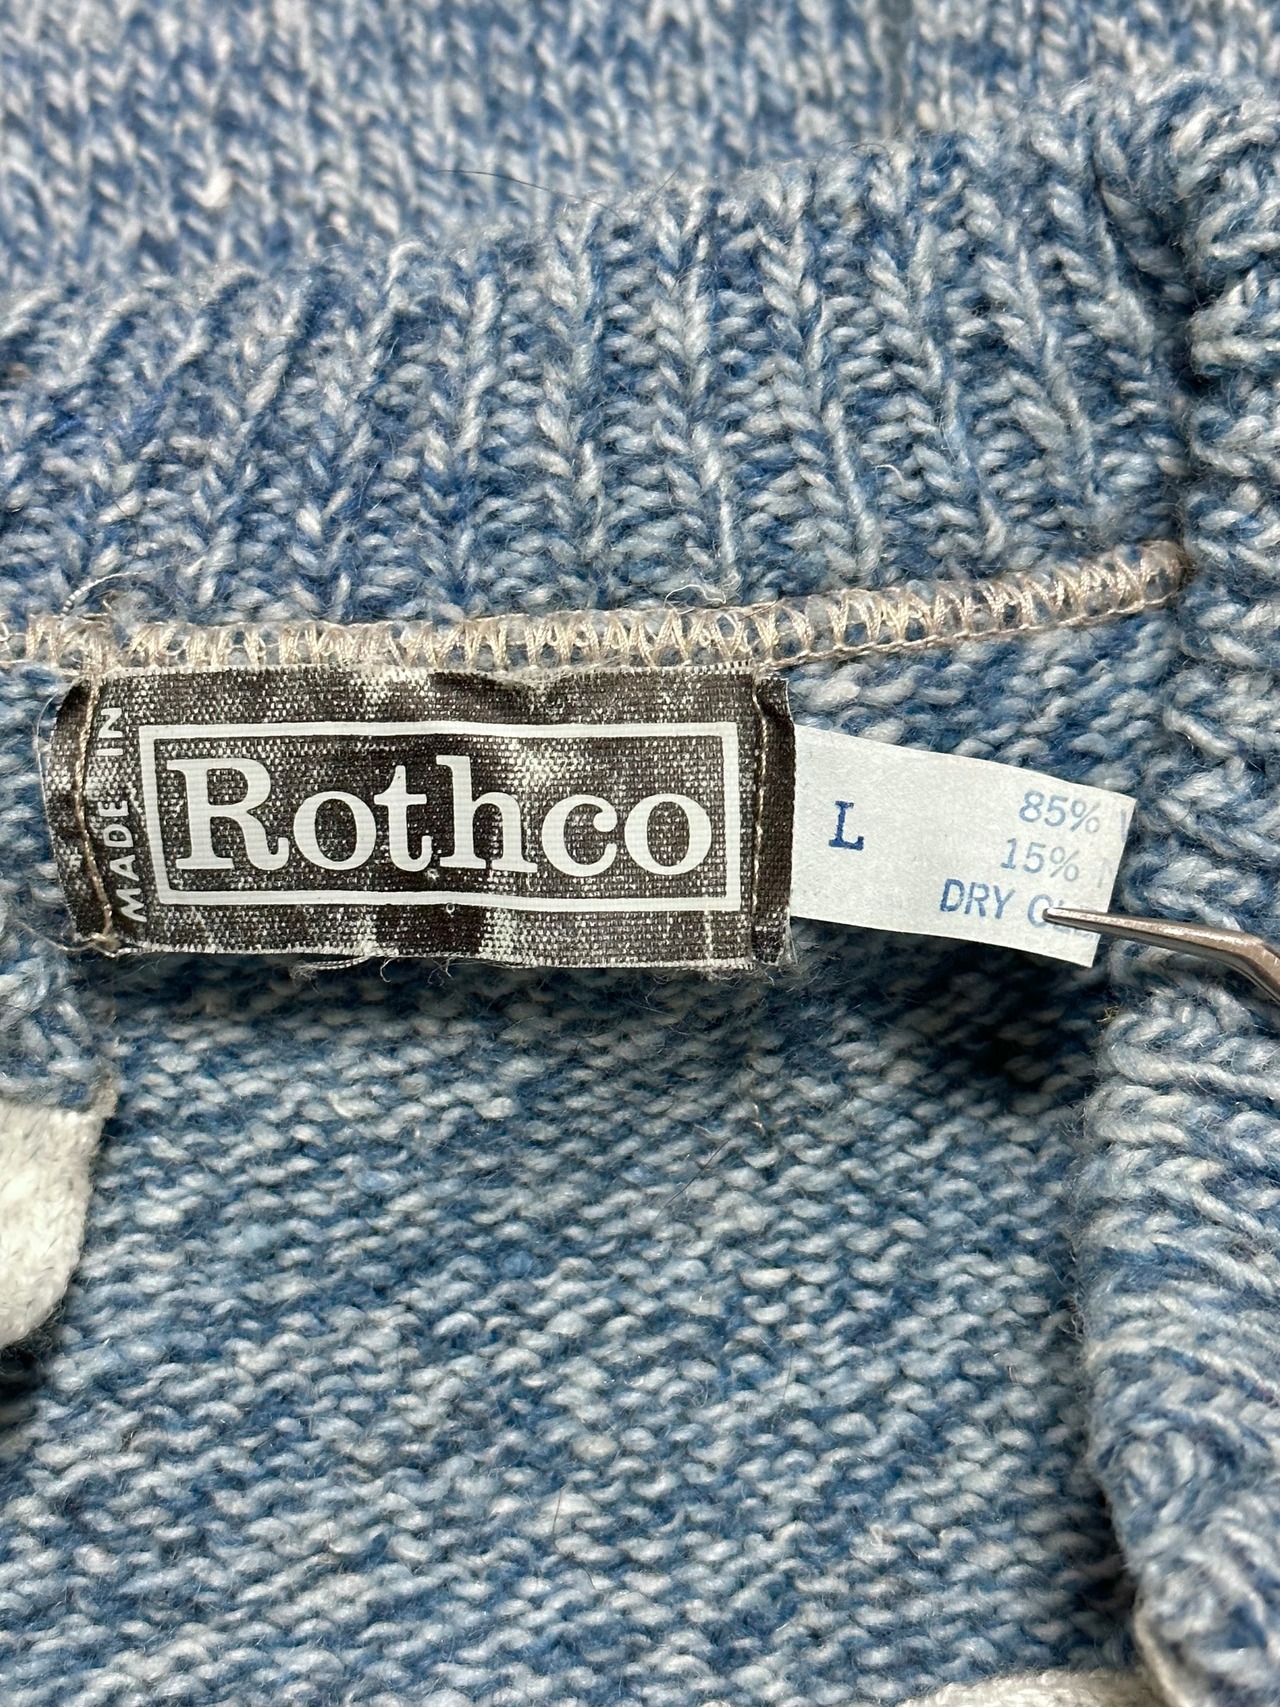 MADE IN
Rothco
L
85%
15%
DRY